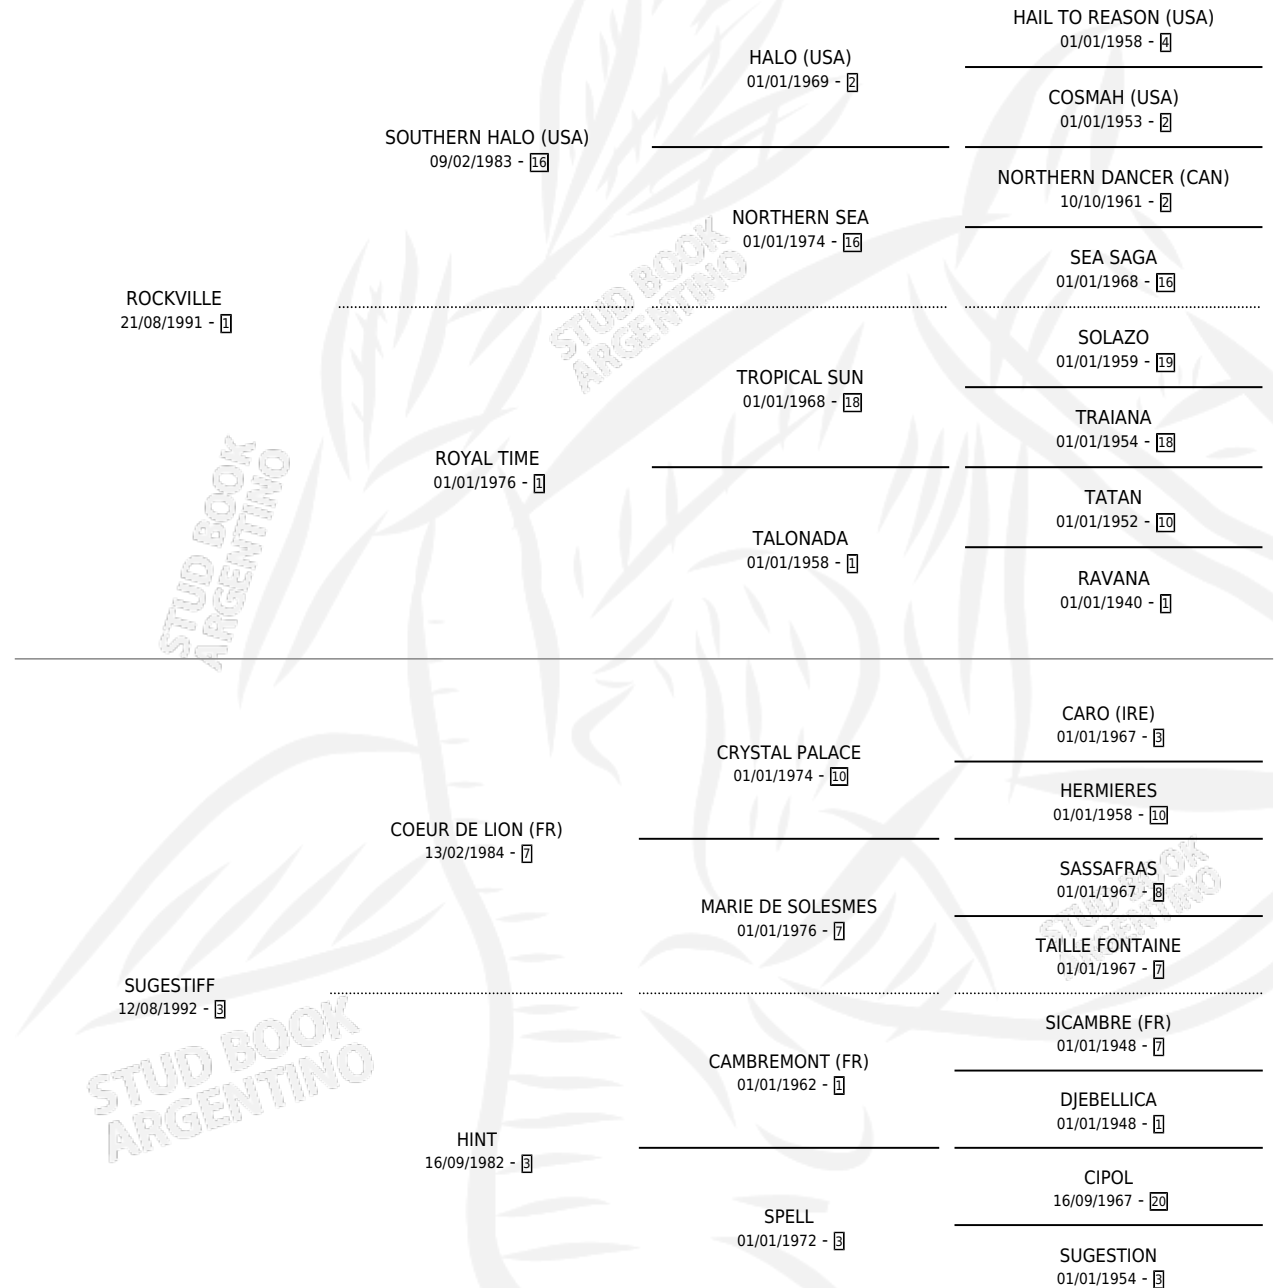 HAIL TO REASON (USA)
01/01/1958 - 4
HALO (USA)
01/01/1969 - 2
COSMAH (USA)
01/01/1953 - 2
SOUTHERN HALO (USA)
09/02/1983 - 16
NORTHERN DANCER (CAN)
10/10/1961 - 2
NORTHERN SEA
01/01/1974 - 16
SEA SAGA
01/01/1968 - 16
ROCKVILLE
21/08/1991 - 1
STUD BOOK
ARGENTINO
SOLAZO
01/01/1959 - 19
TROPICAL SUN
01/01/1968 - 18
TRAIANA
01/01/1954 - 18
ROYAL TIME
01/01/1976 - 1
TATAN
01/01/1952 - 10
TALONADA
01/01/1958 - 1
RAVANA
01/01/1940 - 1
STUD BOOK
ARGENTINO
CARO (IRE)
01/01/1967 - 3
CRYSTAL PALACE
01/01/1974 - 10
HERMIERES
01/01/1958 - 10
COEUR DE LION (FR)
13/02/1984 - 7
SASSAFRAS
01/01/1967 - 8
MARIE DE SOLESMES
01/01/1976 - 7
TAILLE FONTAINE
01/01/1967 - 7
STUD BOOK
ARGENTINO
SUGESTIFF
12/08/1992 - 3
SICAMBRE (FR)
01/01/1948 - 7
CAMBREMONT (FR)
01/01/1962 - 1
DJEBELLICA
01/01/1948 - 1
STUD BOOK
ARGENTINO
HINT
16/09/1982 - 3
CIPOL
16/09/1967 - 20
SPELL
01/01/1972 - 3
SUGESTION
01/01/1954 - 3